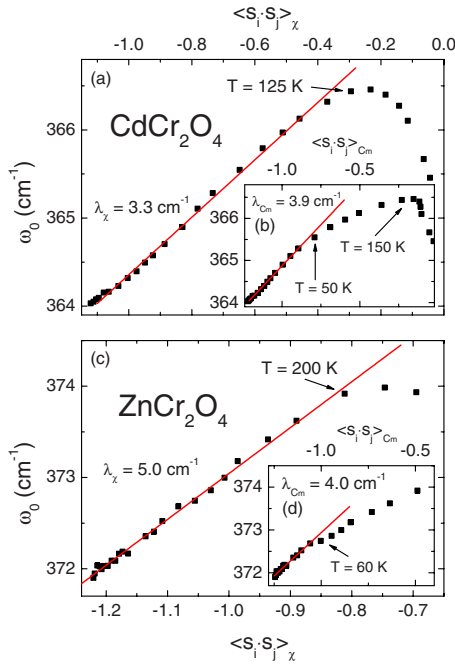 <S_i·S_j>_χ
-1.0 -0.8 -0.6 -0.4 -0.2 0.0
(a)
T = 125 K
CdCr₂O₄
366
365
364
ω₀ (cm⁻¹)
λ_χ = 3.3 cm⁻¹
<S_i·S_j>_Cm
-1.0 -0.5
λ_Cm = 3.9 cm⁻¹
(b)
366
365
364
T = 150 K
T = 50 K
(c)
T = 200 K
ZnCr₂O₄
374
373
372
ω₀ (cm⁻¹)
λ_χ = 5.0 cm⁻¹
-1.0 -0.5
<S_i·S_j>_Cm
λ_Cm = 4.0 cm⁻¹
(d)
374
373
372
T = 60 K
-1.2 -1.1 -1.0 -0.9 -0.8 -0.7
<S_i·S_j>_χ